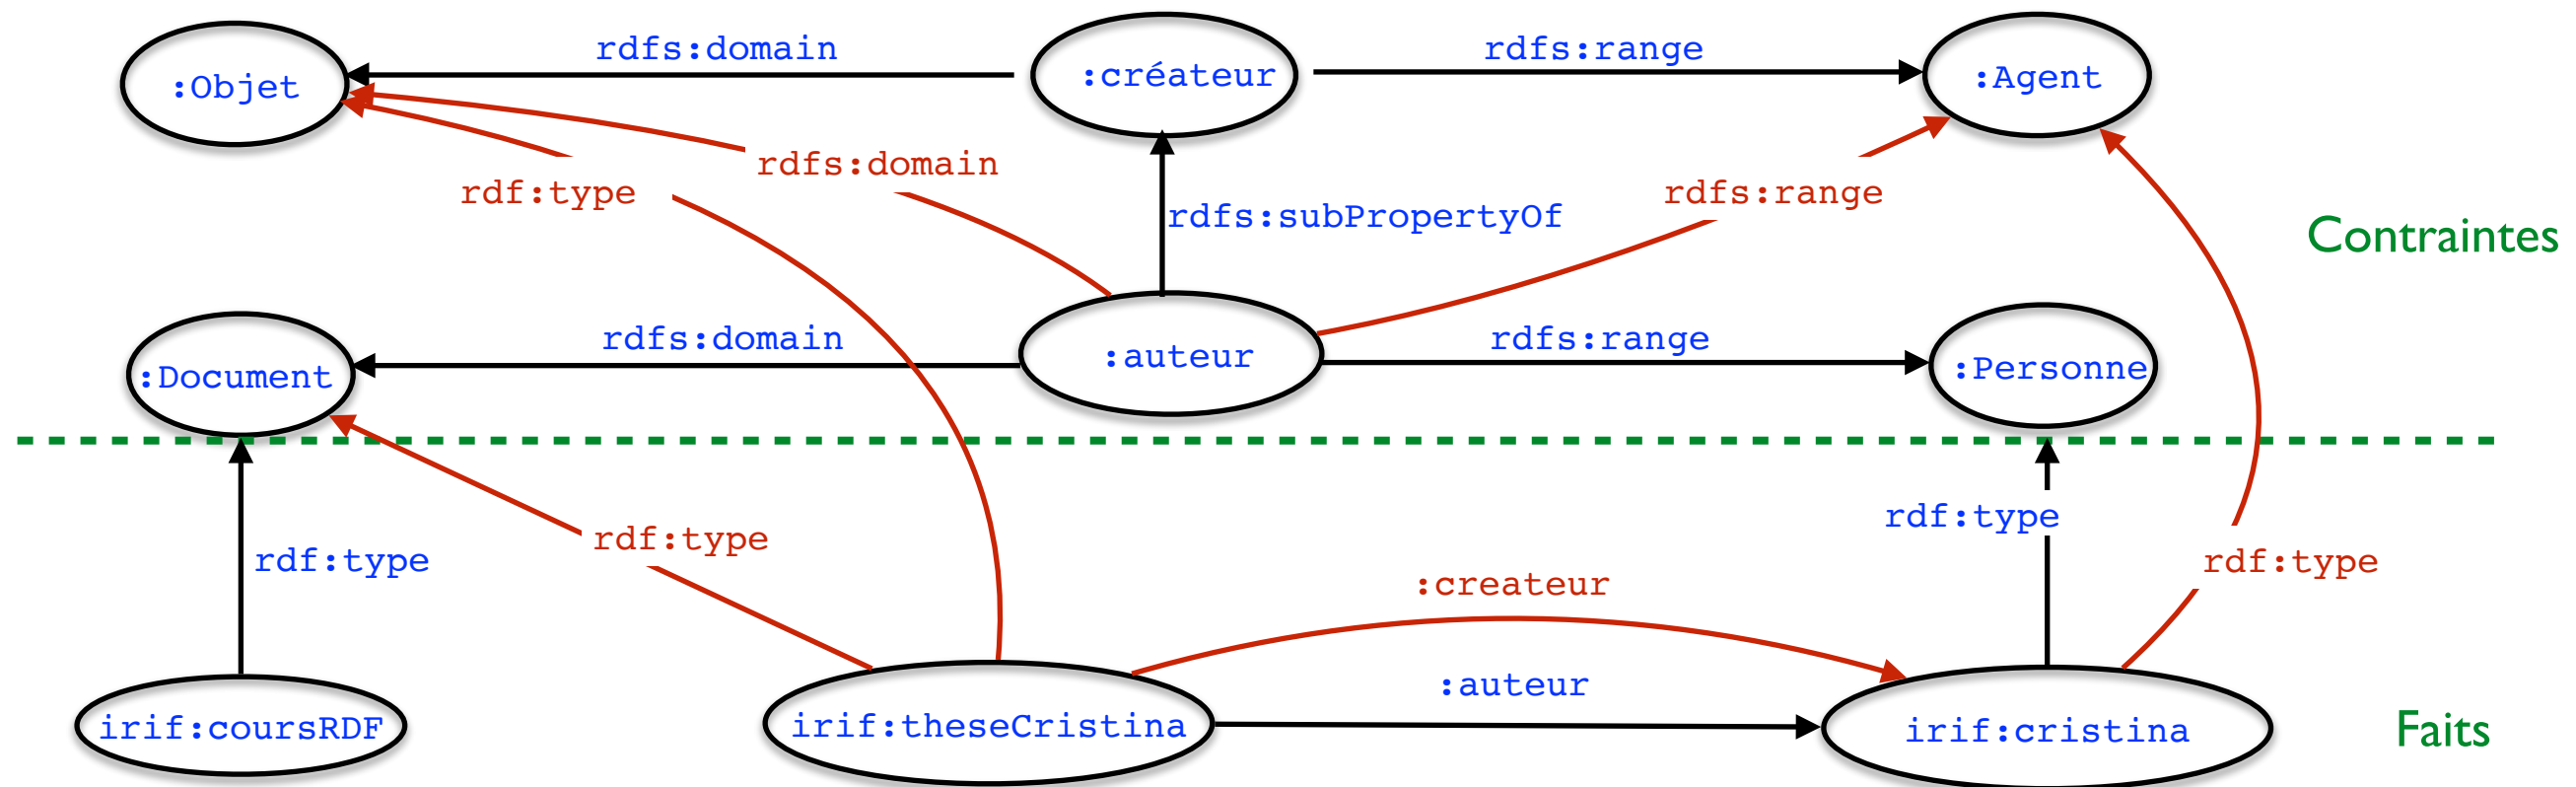 rdfs:domain
rdfs:range
:Objet
:créateur
:Agent
rdfs:domain
rdf:type
rdfs:range
rdfs:subPropertyOf
Contraintes
rdfs:domain
rdfs:range
:Document
:auteur
:Personne
rdf:type
rdf:type
rdf:type
rdf:type
:createur
:auteur
irif:coursRDF
irif:theseCristina
irif:cristina
Faits